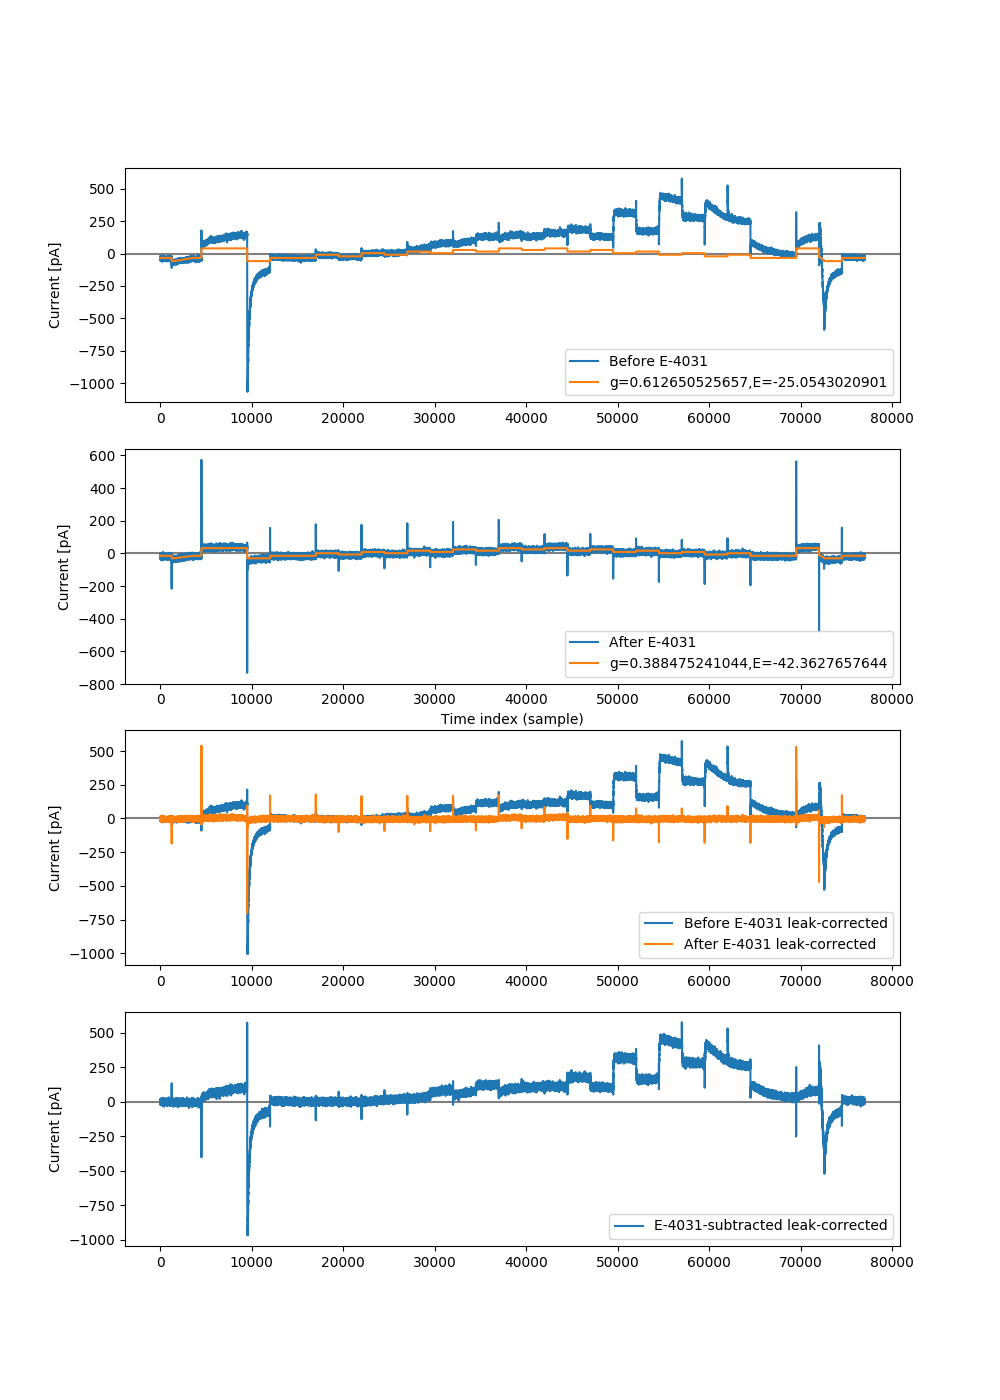 500
250
0
−250
−500
−750
−1000
Current [pA]
Before E-4031
g=0.612650525657,E=-25.0543020901
0 10000 20000 30000 40000 50000 60000 70000 80000
600
400
200
0
−200
−400
−600
−800
Current [pA]
After E-4031
g=0.388475241044,E=-42.3627657644
0 10000 20000 30000 40000 50000 60000 70000 80000
Time index (sample)
500
250
0
−250
−500
−750
−1000
Current [pA]
Before E-4031 leak-corrected
After E-4031 leak-corrected
0 10000 20000 30000 40000 50000 60000 70000 80000
500
250
0
−250
−500
−750
−1000
Current [pA]
E-4031-subtracted leak-corrected
0 10000 20000 30000 40000 50000 60000 70000 80000